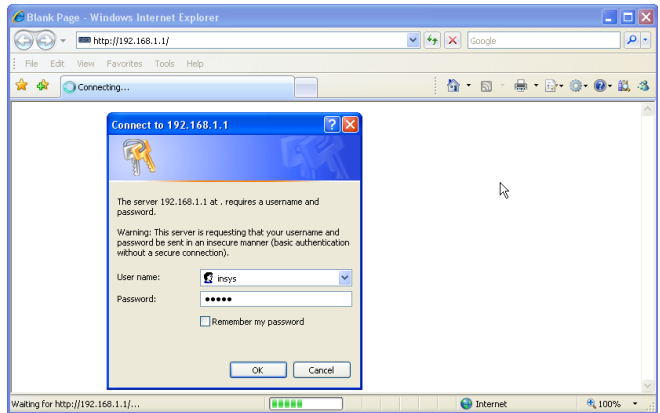 Blank Page - Windows Internet Explorer
http://192.168.1.1/
Google
File Edit View Favorites Tools Help
Connecting...
Connect to 192.168.1.1
The server 192.168.1.1 at . requires a username and
password.
Warning: This server is requesting that your username and
password be sent in an insecure manner (basic authentication
without a secure connection).
User name: insys
Password: •••••
Remember my password
OK Cancel
Waiting for http://192.168.1.1/... Internet 100%